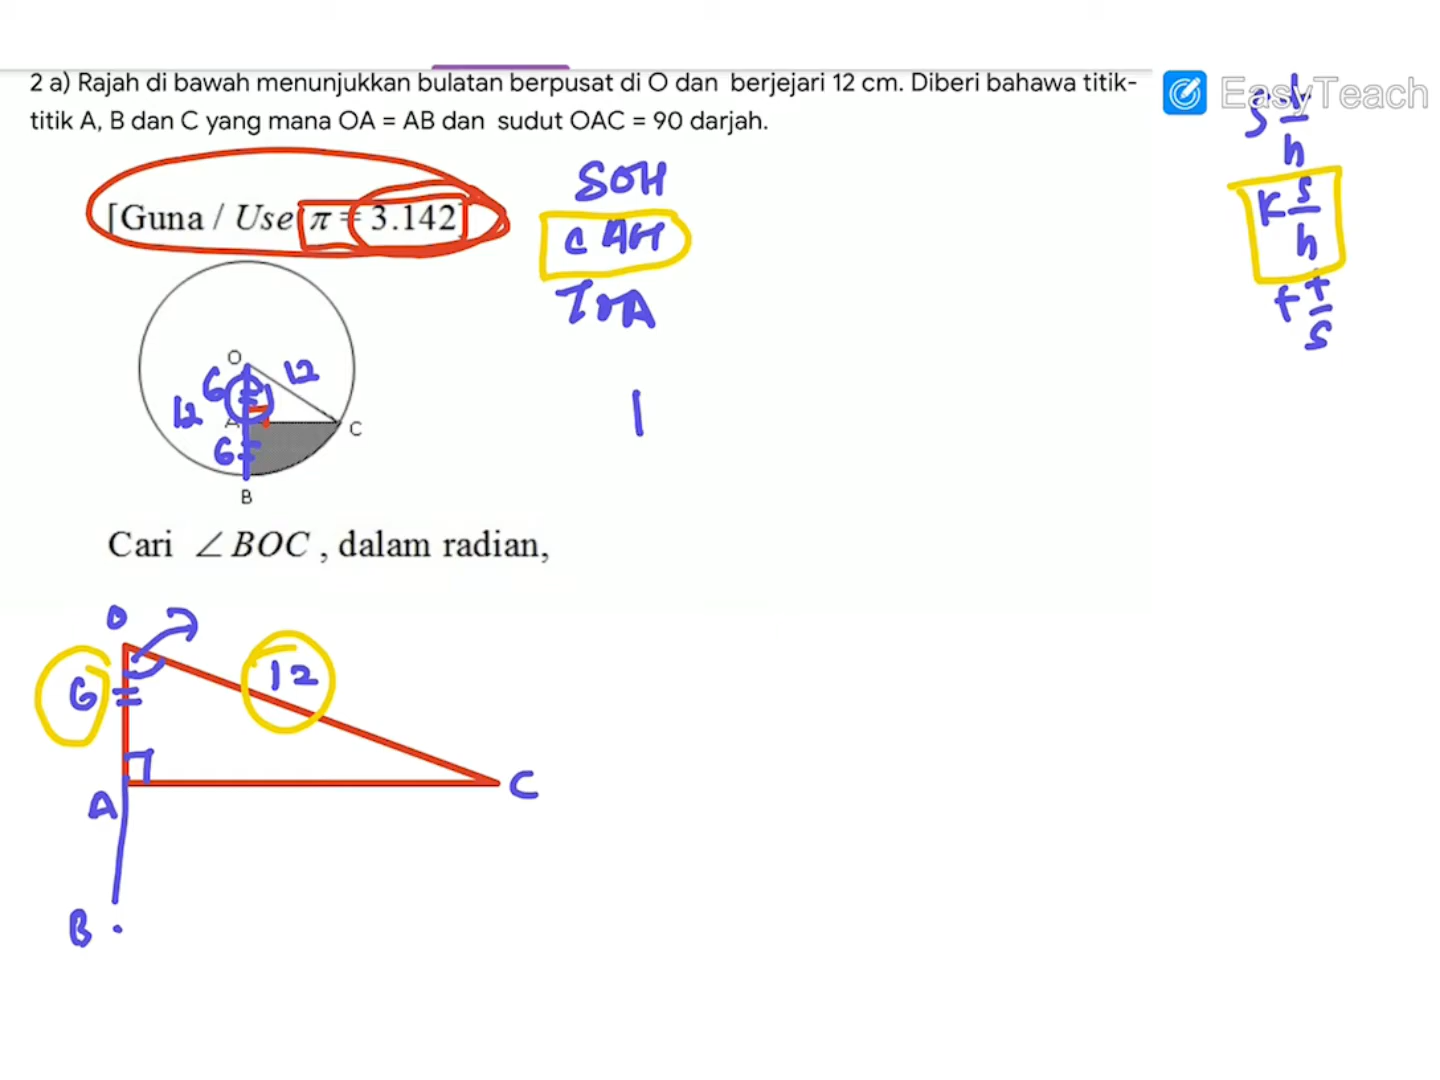 2 a) Rajah di bawah menunjukkan bulatan berpusat di O dan berjejari 12 cm. Diberi bahawa titik-
titik A, B dan C yang mana OA = AB dan sudut OAC = 90 darjah.
EasyTeach
[Guna / Use π = 3.142]
SOH
CAH
TOA
s t
h
k s
h
t t
s
O
6
12
12
A
C
6
B
Cari ∠BOC , dalam radian,
O
6
12
A
C
B